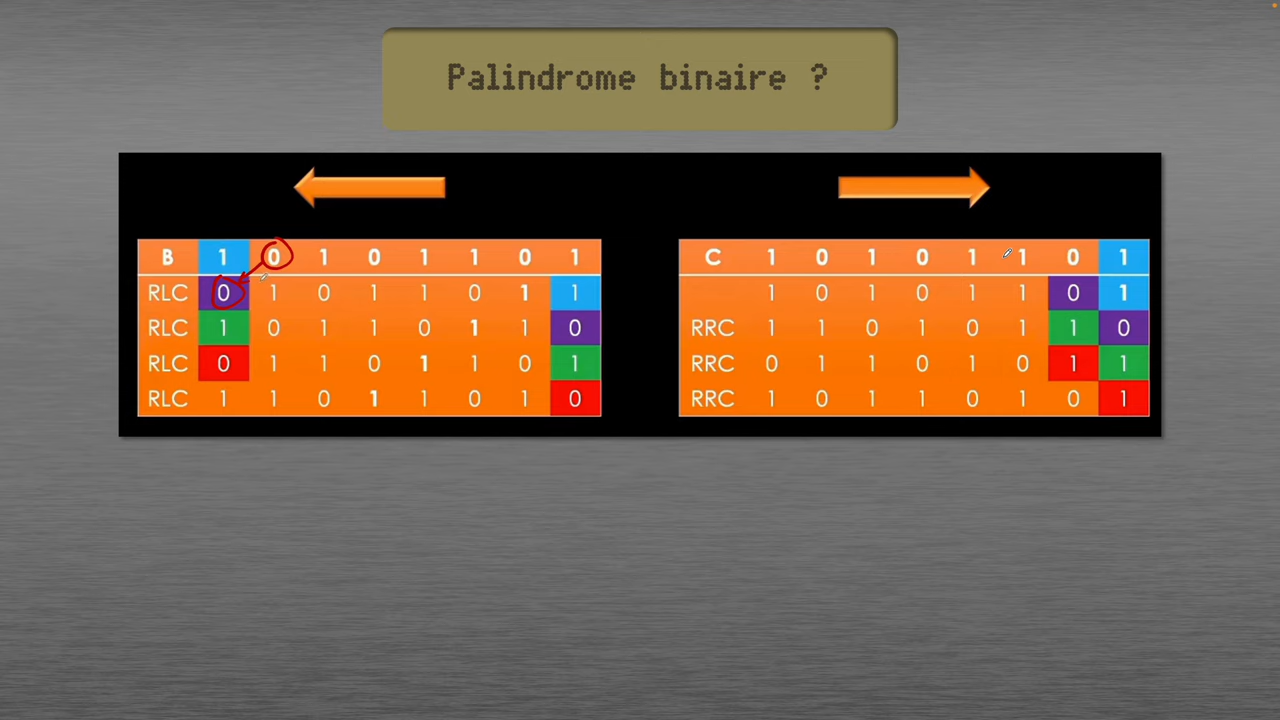 Palindrome binaire ?
B 1 0 1 0 1 1 0 1
RLC 0 1 0 1 1 0 1 1
RLC 1 0 1 1 0 1 1 0
RLC 0 1 1 0 1 1 0 1
RLC 1 1 0 1 1 0 1 0
C 1 0 1 0 1 1 0 1
1 0 1 0 1 1 0 1
RRC 1 1 0 1 0 1 1 0
RRC 0 1 1 0 1 0 1 1
RRC 1 0 1 1 0 1 0 1